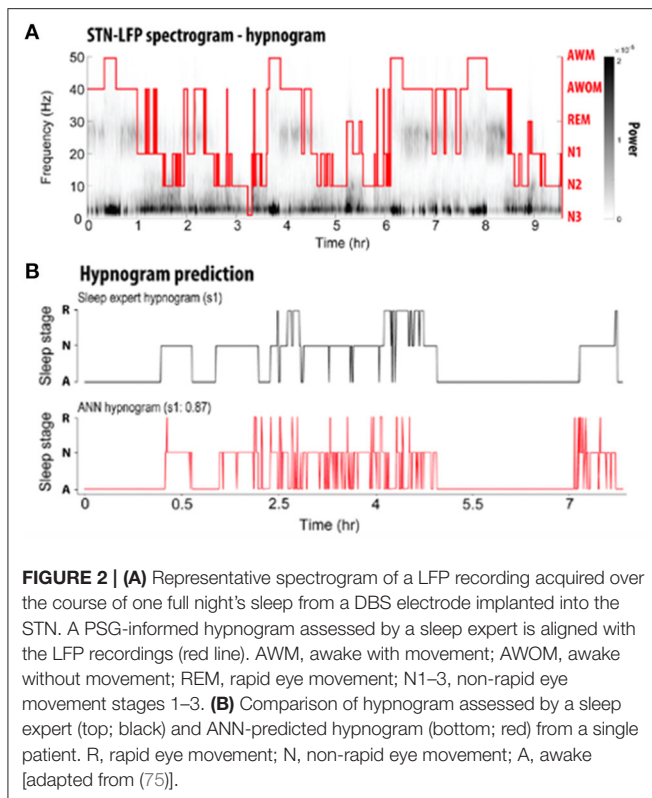 A
STN-LFP spectrogram - hypnogram
50
40
30
20
10
0
Frequency (Hz)
0 1 2 3 4 5 6 7 8 9
Time (hr)
AWM
AWOM
REM
N1
N2
N3
× 10⁻⁶
2
1
0
Power
B
Hypnogram prediction
Sleep expert hypnogram (s1)
R
N
A
Sleep stage
ANN hypnogram (s1: 0.87)
R
N
A
Sleep stage
0 0.5 2.5 4 5.5 7
Time (hr)
FIGURE 2 | (A) Representative spectrogram of a LFP recording acquired over
the course of one full night's sleep from a DBS electrode implanted into the
STN. A PSG-informed hypnogram assessed by a sleep expert is aligned with
the LFP recordings (red line). AWM, awake with movement; AWOM, awake
without movement; REM, rapid eye movement; N1–3, non-rapid eye
movement stages 1–3. (B) Comparison of hypnogram assessed by a sleep
expert (top; black) and ANN-predicted hypnogram (bottom; red) from a single
patient. R, rapid eye movement; N, non-rapid eye movement; A, awake
[adapted from (75)].